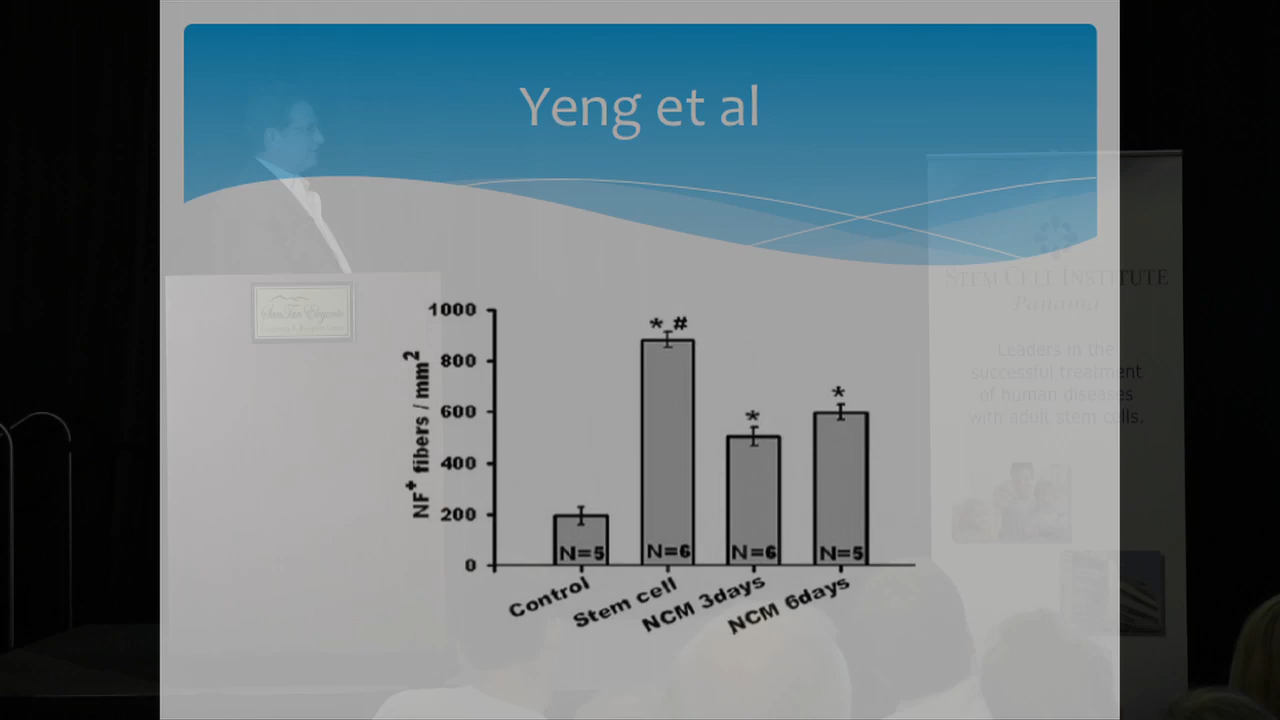 Yeng et al
STEM CELL INSTITUTE
Panama
Leaders in the
successful treatment
of human diseases
with adult stem cells.
1000
800
600
400
200
0
NF+ fibers / mm2
* #
*
*
N=5
N=6
N=6
N=5
Control
Stem cell
NCM 3days
NCM 6days